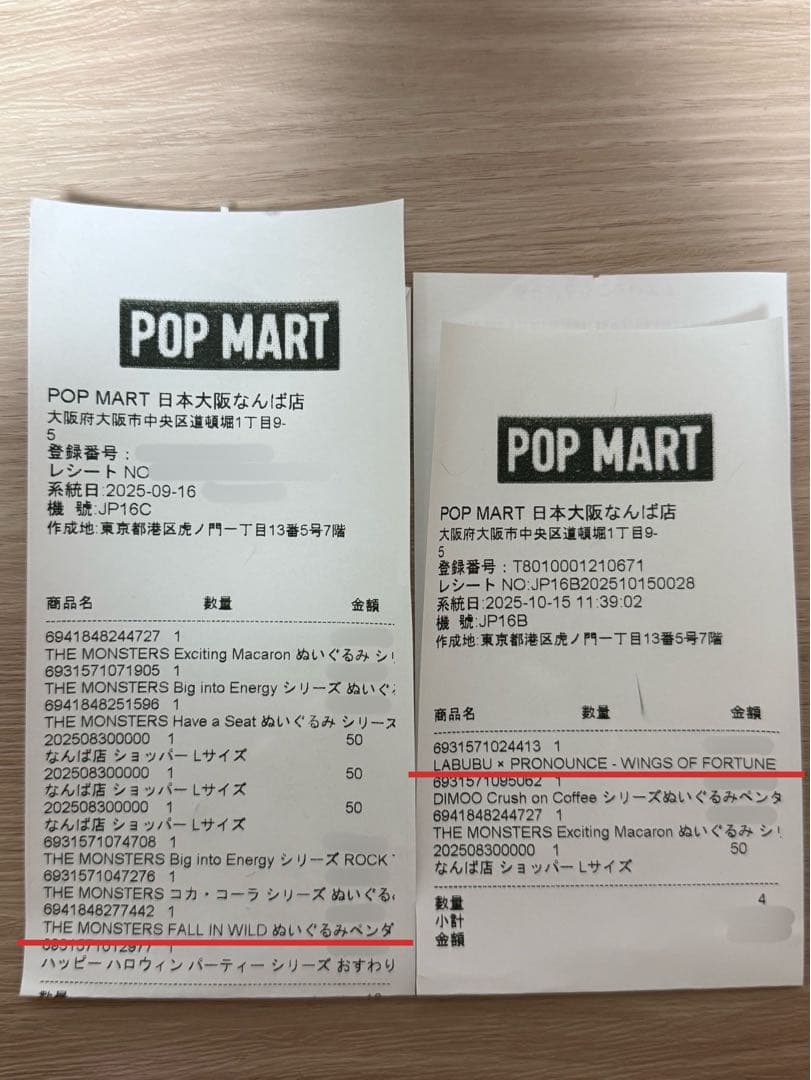 POP MART
POP MART 日本大阪なんば店
大阪府大阪市中央区道頓堀1丁目9-
5
登録番号：
レシート NO
系統日:2025-09-16
機 號:JP16C
作成地:東京都港区虎ノ門一丁目13番5号7階
商品名 數量 金額
6941848244727 1
THE MONSTERS Exciting Macaron ぬいぐるみ シリ
6931571071905 1
THE MONSTERS Big into Energy シリーズ ぬいぐ
6941848251596 1
THE MONSTERS Have a Seat ぬいぐるみ シリーズ
202508300000 1 50
なんば店 ショッパー Lサイズ
202508300000 1 50
なんば店 ショッパー Lサイズ
202508300000 1 50
なんば店 ショッパー Lサイズ
6931571074708 1
THE MONSTERS Big into Energy シリーズ ROCK
6931571047276 1
THE MONSTERS コカ・コーラ シリーズ ぬいぐる
6941848277442 1
THE MONSTERS FALL IN WILD ぬいぐるみペンダ
6931571012977 1
ハッピー ハロウィン パーティー シリーズ おすわり
數量
POP MART
POP MART 日本大阪なんば店
大阪府大阪市中央区道頓堀1丁目9-
5
登録番号：T8010001210671
レシート NO:JP16B202510150028
系統日:2025-10-15 11:39:02
機 號:JP16B
作成地:東京都港区虎ノ門一丁目13番5号7階
商品名 數量 金額
6931571024413 1
LABUBU × PRONOUNCE - WINGS OF FORTUNE
6931571095062 1
DIMOO Crush on Coffee シリーズぬいぐるみペンダ
6941848244727 1
THE MONSTERS Exciting Macaron ぬいぐるみ シリ
202508300000 1 50
なんば店 ショッパー Lサイズ
數量 4
小計
金額